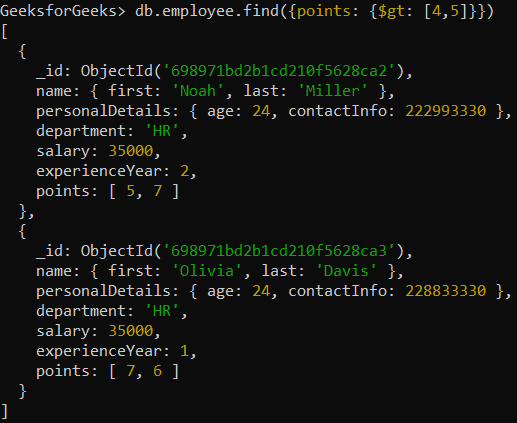 GeeksforGeeks> db.employee.find({points: {$gt: [4,5]}})
[
  {
    _id: ObjectId('698971bd2b1cd210f5628ca2'),
    name: { first: 'Noah', last: 'Miller' },
    personalDetails: { age: 24, contactInfo: 222993330 },
    department: 'HR',
    salary: 35000,
    experienceYear: 2,
    points: [ 5, 7 ]
  },
  {
    _id: ObjectId('698971bd2b1cd210f5628ca3'),
    name: { first: 'Olivia', last: 'Davis' },
    personalDetails: { age: 24, contactInfo: 228833330 },
    department: 'HR',
    salary: 35000,
    experienceYear: 1,
    points: [ 7, 6 ]
  }
]